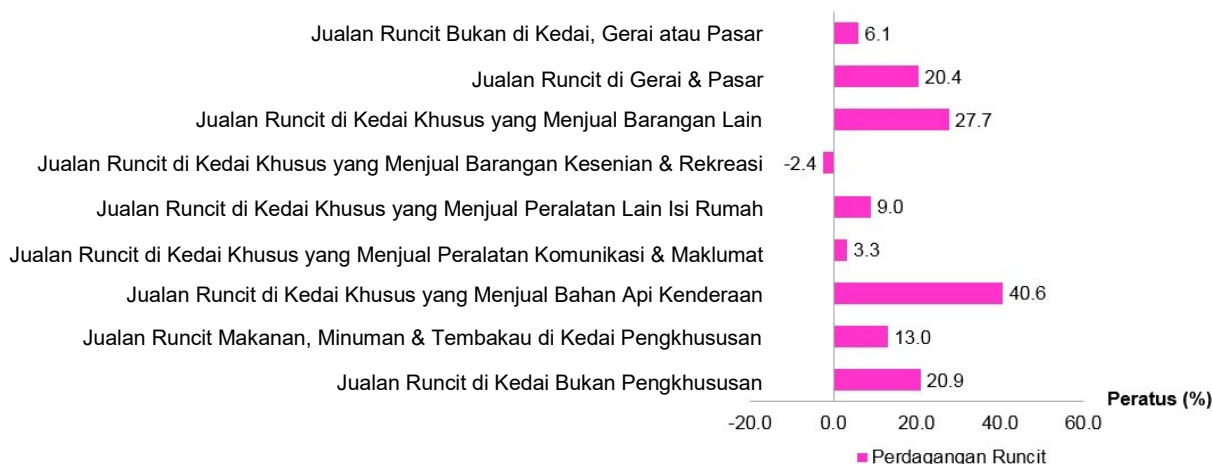 Jualan Runcit Bukan di Kedai, Gerai atau Pasar 6.1
Jualan Runcit di Gerai & Pasar 20.4
Jualan Runcit di Kedai Khusus yang Menjual Barangan Lain 27.7
Jualan Runcit di Kedai Khusus yang Menjual Barangan Kesenian & Rekreasi -2.4
Jualan Runcit di Kedai Khusus yang Menjual Peralatan Lain Isi Rumah 9.0
Jualan Runcit di Kedai Khusus yang Menjual Peralatan Komunikasi & Maklumat 3.3
Jualan Runcit di Kedai Khusus yang Menjual Bahan Api Kenderaan 40.6
Jualan Runcit Makanan, Minuman & Tembakau di Kedai Pengkhususan 13.0
Jualan Runcit di Kedai Bukan Pengkhususan 20.9
Peratus (%)
-20.0 0.0 20.0 40.0 60.0
Perdagangan Runcit